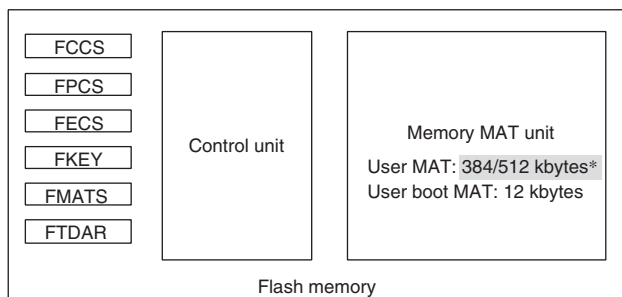 FCCS
FPCS
FECS
FKEY
FMATS
FTDAR
Control unit
Memory MAT unit
User MAT: 384/512 kbytes*
User boot MAT: 12 kbytes
Flash memory